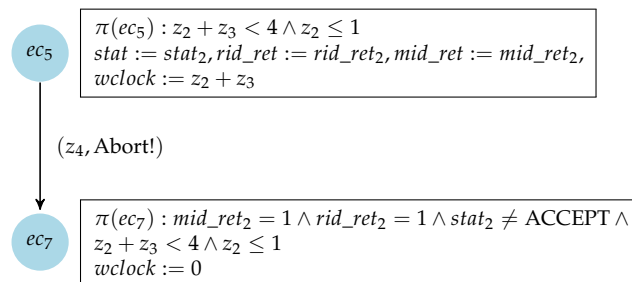 ec₅
π(ec₅) : z₂ + z₃ < 4 ∧ z₂ ≤ 1
stat := stat₂, rid_ret := rid_ret₂, mid_ret := mid_ret₂,
wclock := z₂ + z₃
(z₄, Abort!)
ec₇
π(ec₇) : mid_ret₂ = 1 ∧ rid_ret₂ = 1 ∧ stat₂ ≠ ACCEPT ∧
z₂ + z₃ < 4 ∧ z₂ ≤ 1
wclock := 0